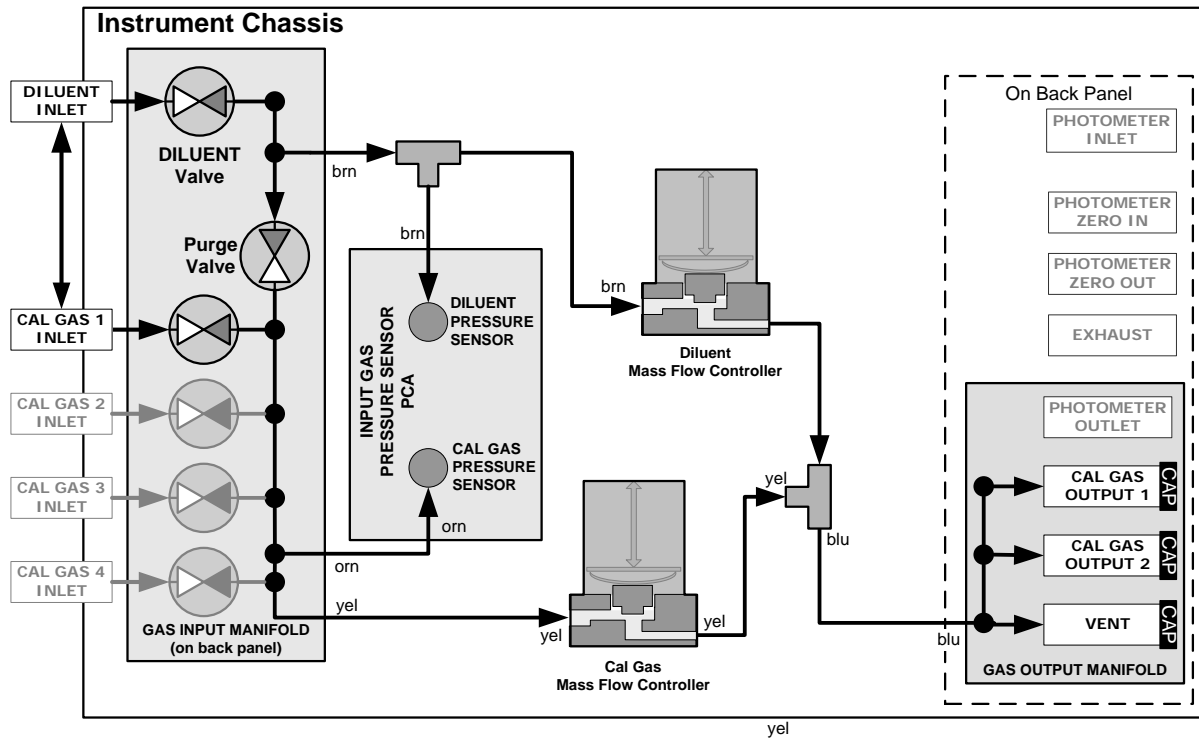 Instrument Chassis
DILUENT
INLET
DILUENT
Valve
Purge
Valve
CAL GAS 1
INLET
CAL GAS 2
INLET
CAL GAS 3
INLET
CAL GAS 4
INLET
GAS INPUT MANIFOLD
(on back panel)
brn
brn
brn
INPUT GAS
PRESSURE SENSOR
PCA
DILUENT
PRESSURE
SENSOR
CAL GAS
PRESSURE
SENSOR
orn
orn
yel
yel
yel
yel
Diluent
Mass Flow Controller
Cal Gas
Mass Flow Controller
blu
blu
On Back Panel
PHOTOMETER
INLET
PHOTOMETER
ZERO IN
PHOTOMETER
ZERO OUT
EXHAUST
PHOTOMETER
OUTLET
CAL GAS
OUTPUT 1
CAP
CAL GAS
OUTPUT 2
CAP
VENT
CAP
GAS OUTPUT MANIFOLD
yel